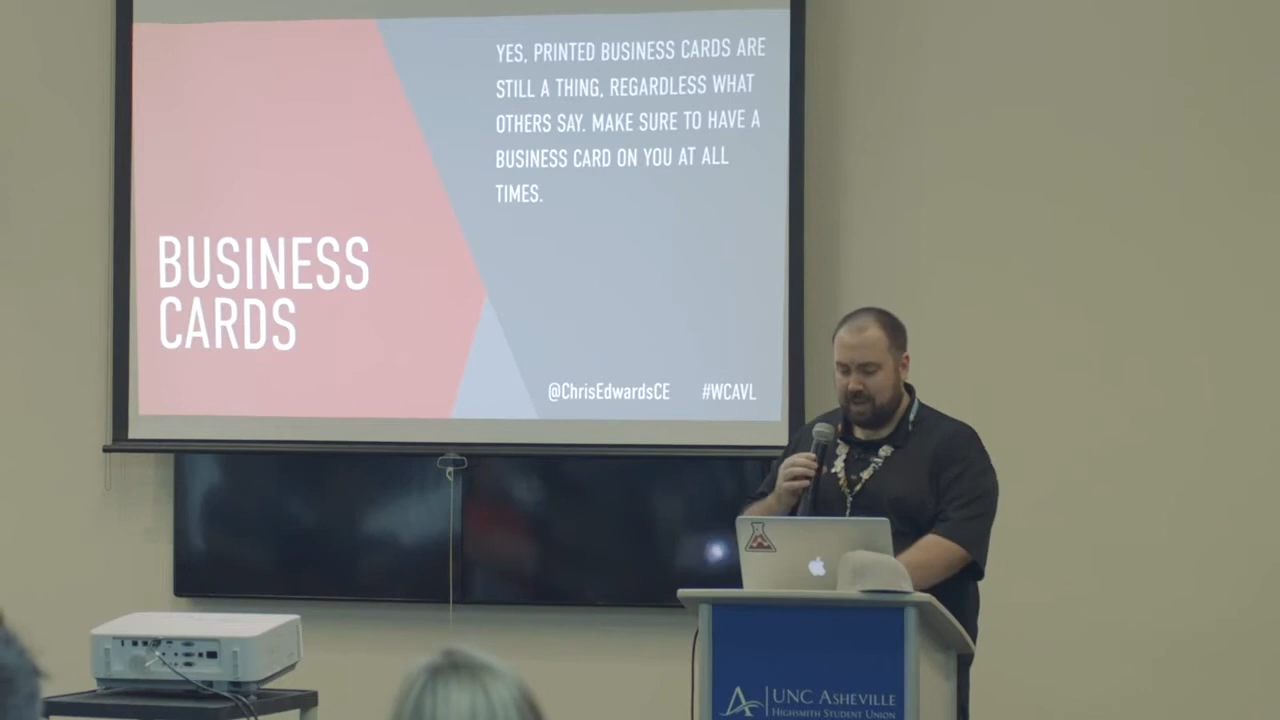 YES, PRINTED BUSINESS CARDS ARE
STILL A THING, REGARDLESS WHAT
OTHERS SAY. MAKE SURE TO HAVE A
BUSINESS CARD ON YOU AT ALL
TIMES.
BUSINESS
CARDS
@ChrisEdwardsCE #WCAVL
UNC ASHEVILLE
HIGHSMITH STUDENT UNION